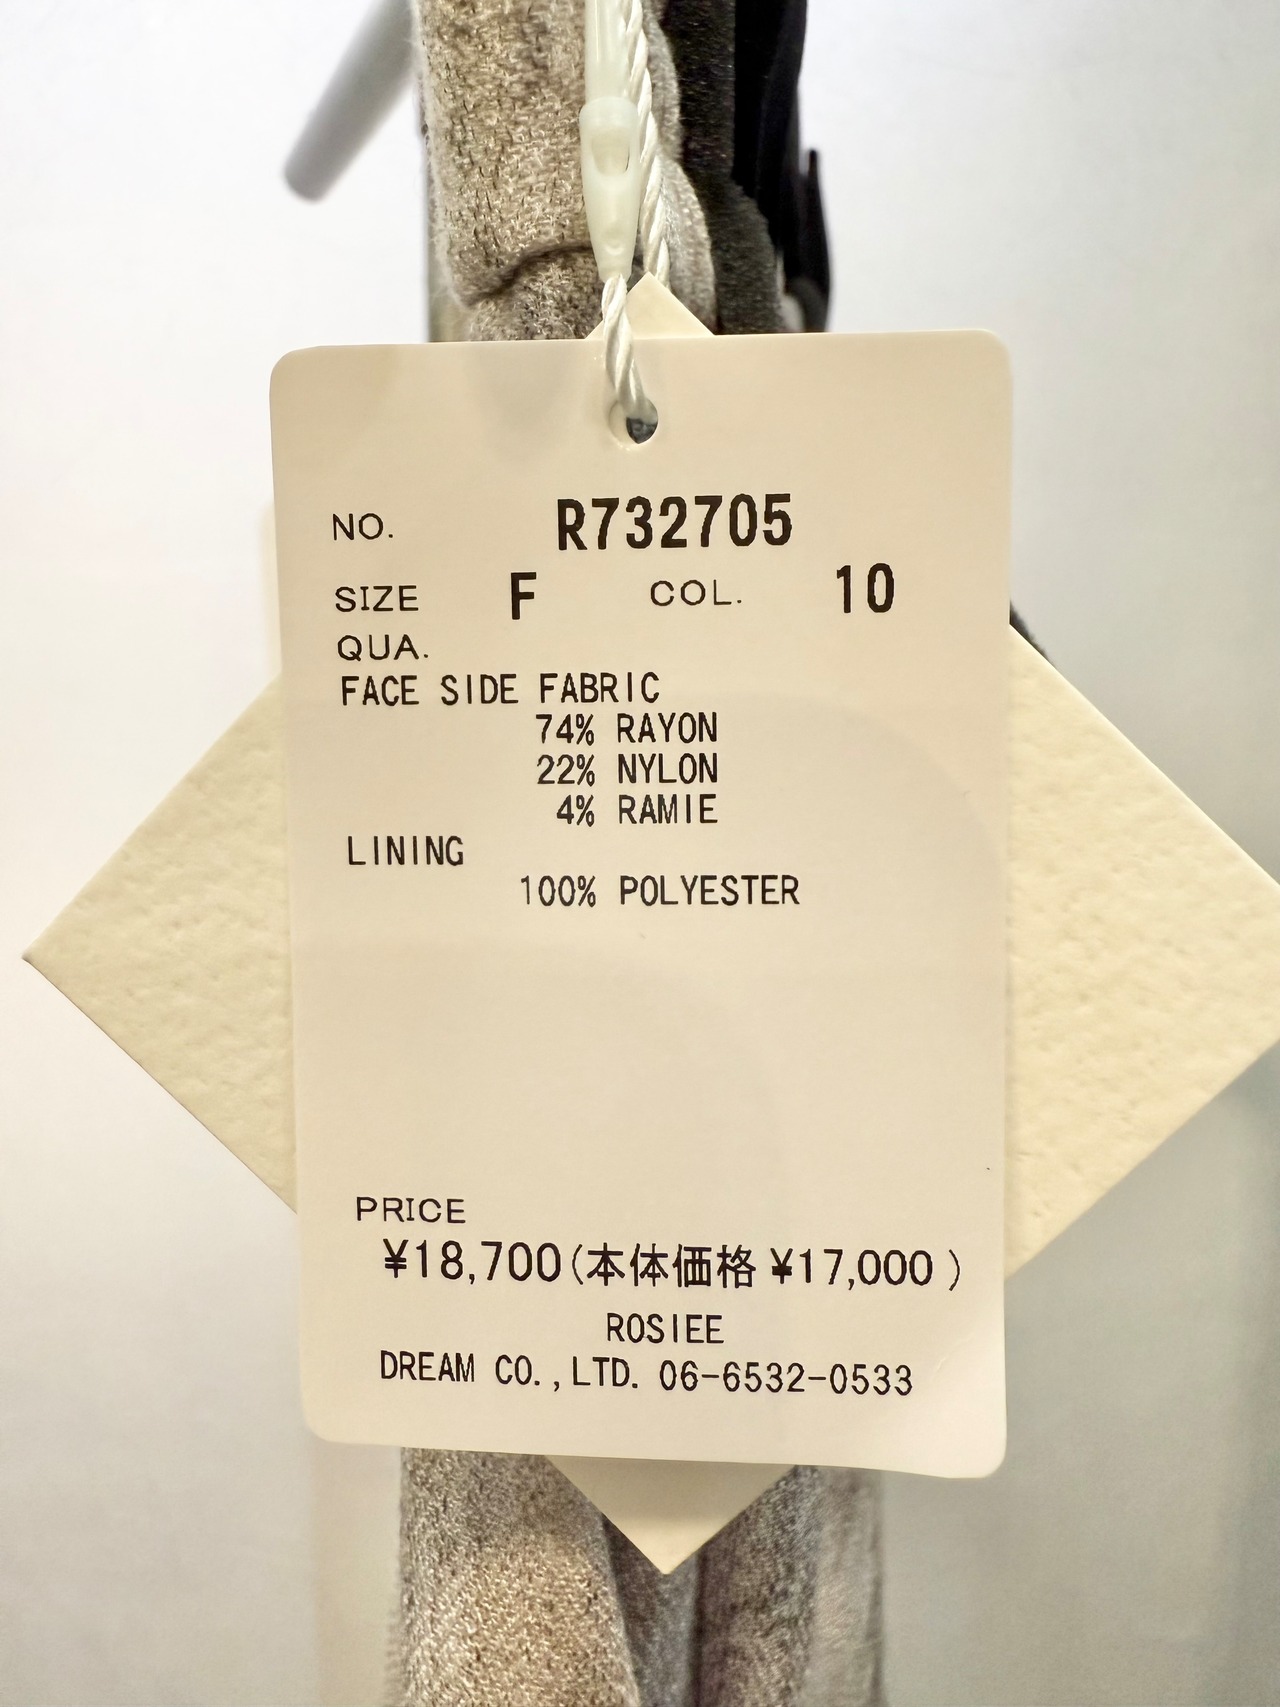 NO. R732705
SIZE F COL. 10
QUA.
FACE SIDE FABRIC
74% RAYON
22% NYLON
4% RAMIE
LINING
100% POLYESTER
PRICE
¥18,700(本体価格 ¥17,000 )
ROSIEE
DREAM CO.,LTD. 06-6532-0533